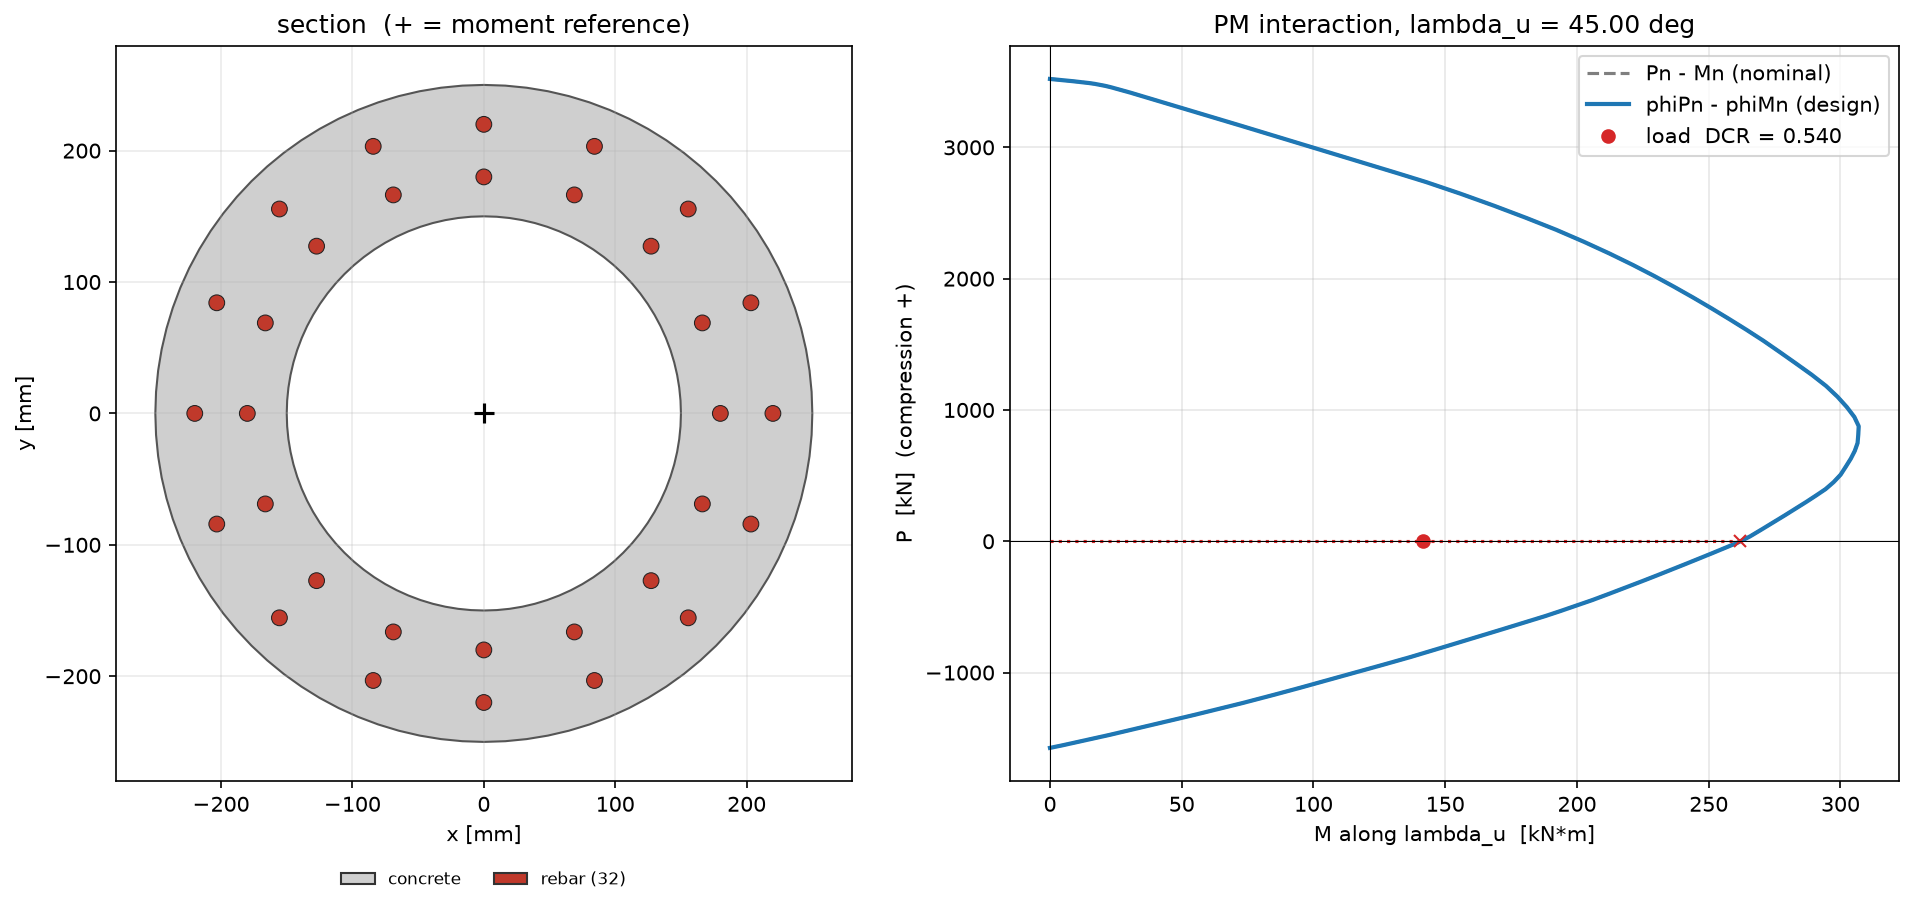 section  (+ = moment reference)
200
100
0
−100
−200
y [mm]
−200
−100
0
100
200
x [mm]
concrete
rebar (32)
PM interaction, lambda_u = 45.00 deg
Pn - Mn (nominal)
phiPn - phiMn (design)
load  DCR = 0.540
3000
2000
1000
0
−1000
P  [kN]  (compression +)
0
50
100
150
200
250
300
M along lambda_u  [kN*m]